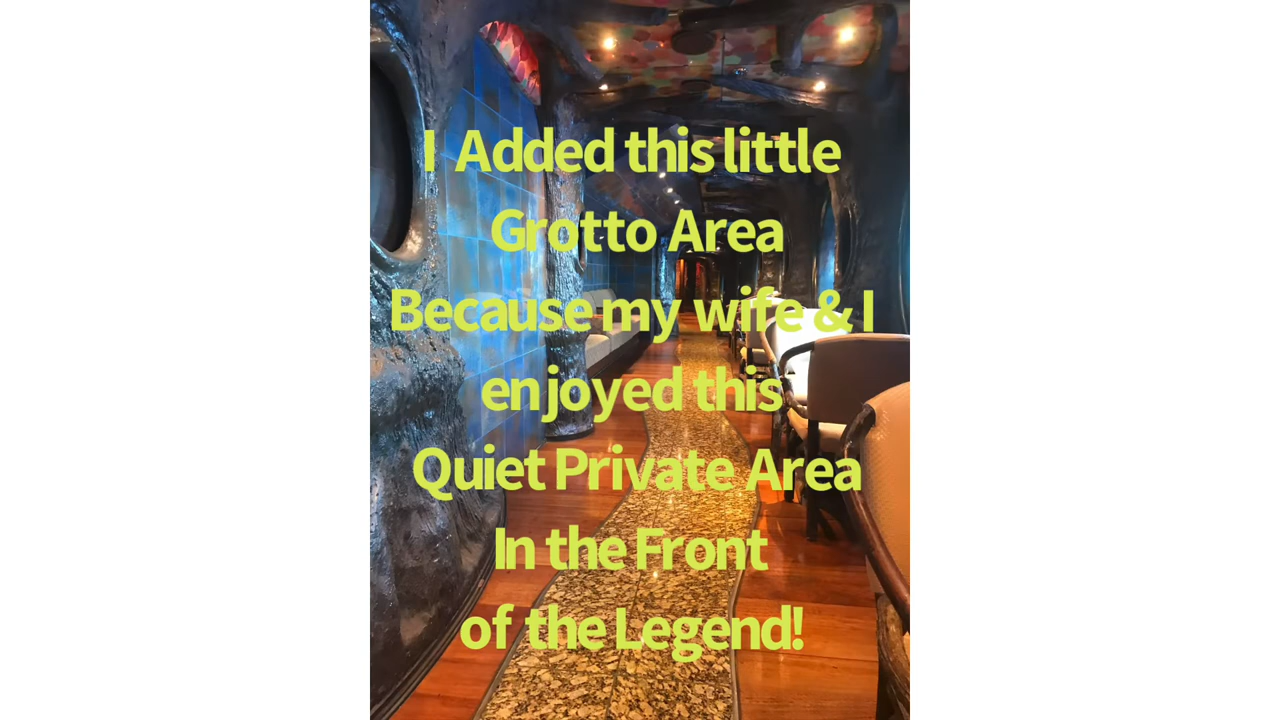 I Added this little
Grotto Area
Because my wife & I
enjoyed this
Quiet Private Area
In the Front
of the Legend!